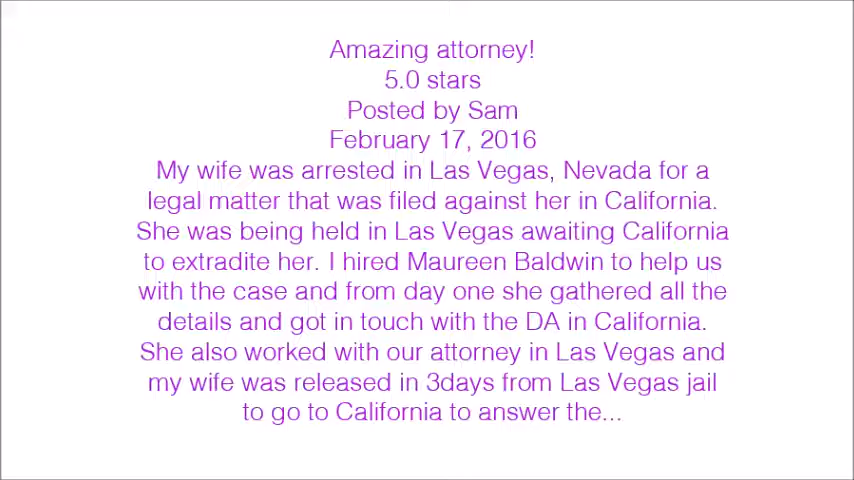 Amazing attorney!
5.0 stars
Posted by Sam
February 17, 2016
My wife was arrested in Las Vegas, Nevada for a
legal matter that was filed against her in California.
She was being held in Las Vegas awaiting California
to extradite her. I hired Maureen Baldwin to help us
with the case and from day one she gathered all the
details and got in touch with the DA in California.
She also worked with our attorney in Las Vegas and
my wife was released in 3days from Las Vegas jail
to go to California to answer the...